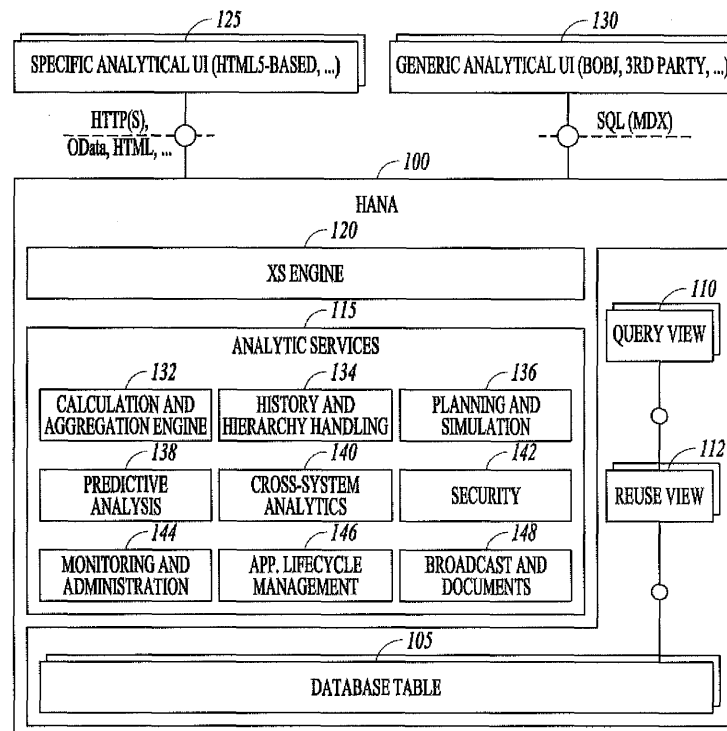 125
130
SPECIFIC ANALYTICAL UI (HTML5-BASED, ...)
GENERIC ANALYTICAL UI (BOBJ, 3RD PARTY, ...)
HTTP(S),
OData, HTML, ...
SQL (MDX)
100
HANA
120
XS ENGINE
110
QUERY VIEW
115
ANALYTIC SERVICES
132
134
136
CALCULATION AND
AGGREGATION ENGINE
HISTORY AND
HIERARCHY HANDLING
PLANNING AND
SIMULATION
138
140
142
112
PREDICTIVE
ANALYSIS
CROSS-SYSTEM
ANALYTICS
SECURITY
REUSE VIEW
144
146
148
MONITORING AND
ADMINISTRATION
APP. LIFECYCLE
MANAGEMENT
BROADCAST AND
DOCUMENTS
105
DATABASE TABLE